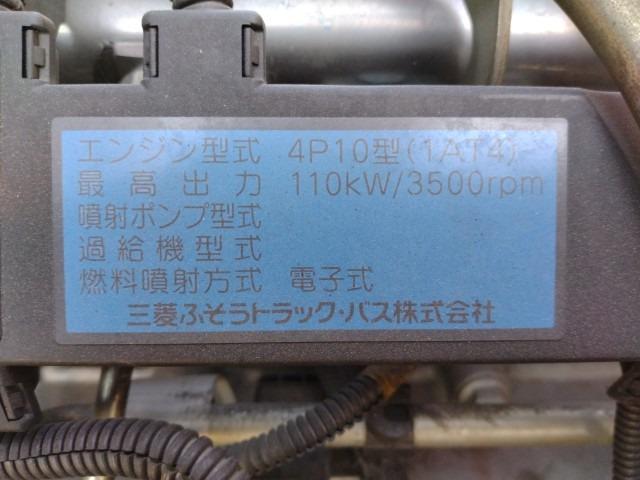 エンジン型式 4P10型(1AT4)
最高出力 110kW/3500rpm
噴射ポンプ型式
過給機型式
燃料噴射方式 電子式
三菱ふそうトラック・バス株式会社